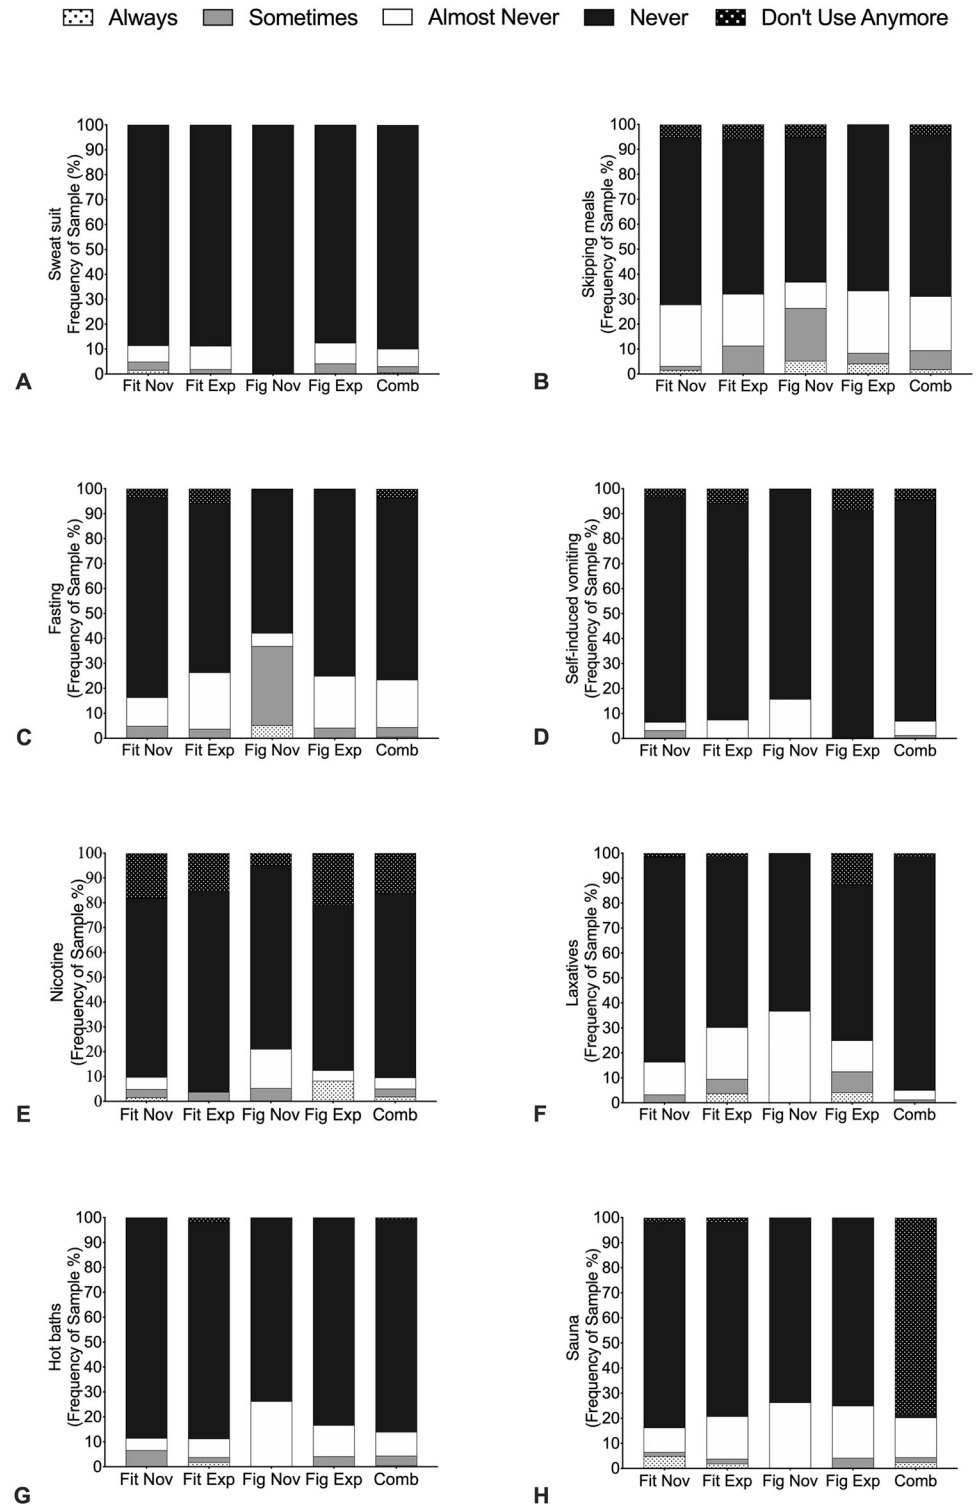 Always Sometimes Almost Never Never Don't Use Anymore
Sweat suit
Frequency of Sample (%)
100
90
80
70
60
50
40
30
20
10
0
Fit Nov Fit Exp Fig Nov Fig Exp Comb
A
Skipping meals
(Frequency of Sample %)
100
90
80
70
60
50
40
30
20
10
0
Fit Nov Fit Exp Fig Nov Fig Exp Comb
B
Fasting
(Frequency of Sample %)
100
90
80
70
60
50
40
30
20
10
0
Fit Nov Fit Exp Fig Nov Fig Exp Comb
C
Self-induced vomiting
(Frequency of Sample %)
100
90
80
70
60
50
40
30
20
10
0
Fit Nov Fit Exp Fig Nov Fig Exp Comb
D
Nicotine
(Frequency of Sample %)
100
90
80
70
60
50
40
30
20
10
0
Fit Nov Fit Exp Fig Nov Fig Exp Comb
E
Laxatives
(Frequency of Sample %)
100
90
80
70
60
50
40
30
20
10
0
Fit Nov Fit Exp Fig Nov Fig Exp Comb
F
Hot baths
(Frequency of Sample %)
100
90
80
70
60
50
40
30
20
10
0
Fit Nov Fit Exp Fig Nov Fig Exp Comb
G
Sauna
(Frequency of Sample %)
100
90
80
70
60
50
40
30
20
10
0
Fit Nov Fit Exp Fig Nov Fig Exp Comb
H